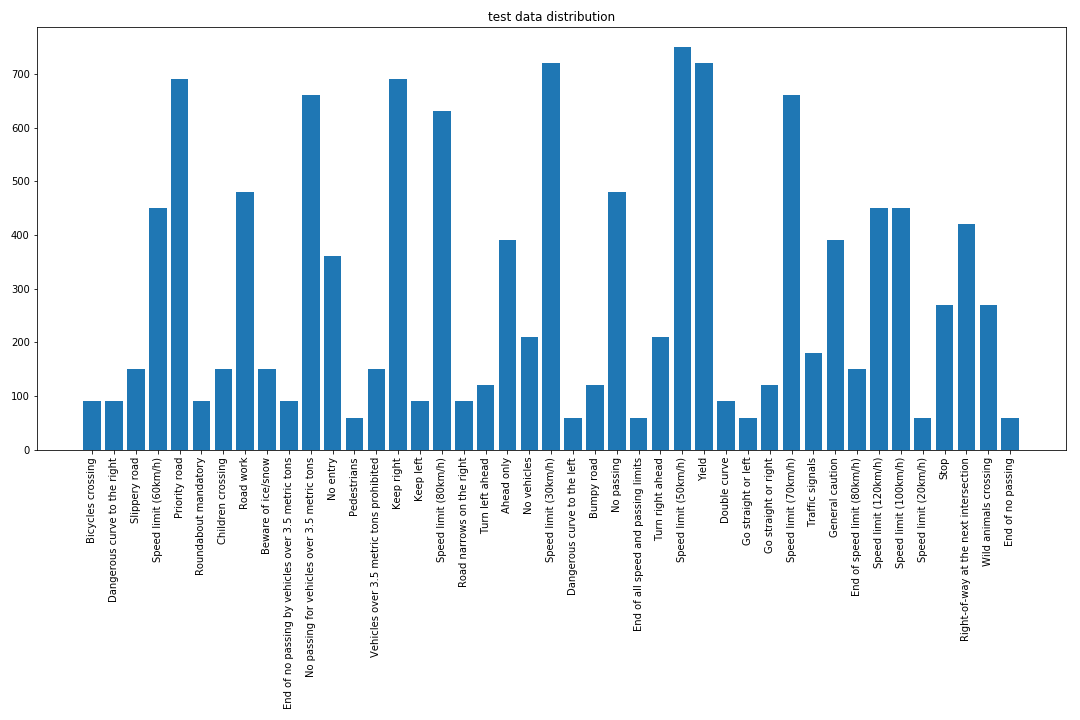 test data distribution
700
600
500
400
300
200
100
0
Bicycles crossing
Dangerous curve to the right
Slippery road
Speed limit (60km/h)
Priority road
Roundabout mandatory
Children crossing
Road work
Beware of ice/snow
End of no passing by vehicles over 3.5 metric tons
No passing for vehicles over 3.5 metric tons
No entry
Pedestrians
Vehicles over 3.5 metric tons prohibited
Keep right
Keep left
Speed limit (80km/h)
Road narrows on the right
Turn left ahead
Ahead only
No vehicles
Speed limit (30km/h)
Dangerous curve to the left
Bumpy road
No passing
End of all speed and passing limits
Turn right ahead
Speed limit (50km/h)
Yield
Double curve
Go straight or left
Go straight or right
Speed limit (70km/h)
Traffic signals
General caution
End of speed limit (80km/h)
Speed limit (120km/h)
Speed limit (100km/h)
Speed limit (20km/h)
Stop
Right-of-way at the next intersection
Wild animals crossing
End of no passing